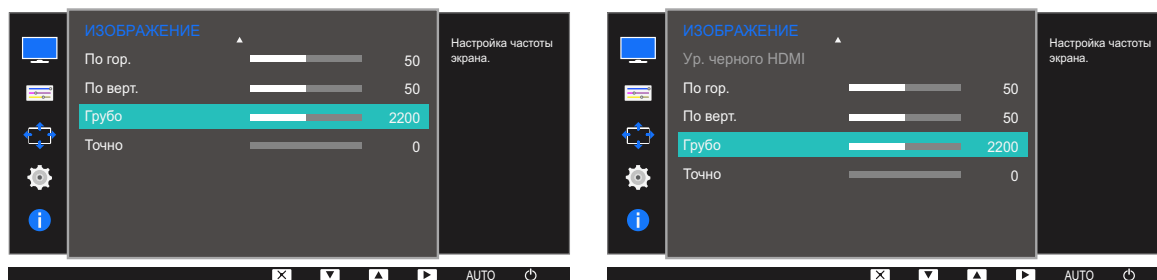 ИЗОБРАЖЕНИЕ
По гор. 50
По верт. 50
Грубо 2200
Точно 0
Настройка частоты
экрана.
AUTO
ИЗОБРАЖЕНИЕ
Ур. черного HDMI
По гор. 50
По верт. 50
Грубо 2200
Точно 0
Настройка частоты
экрана.
AUTO